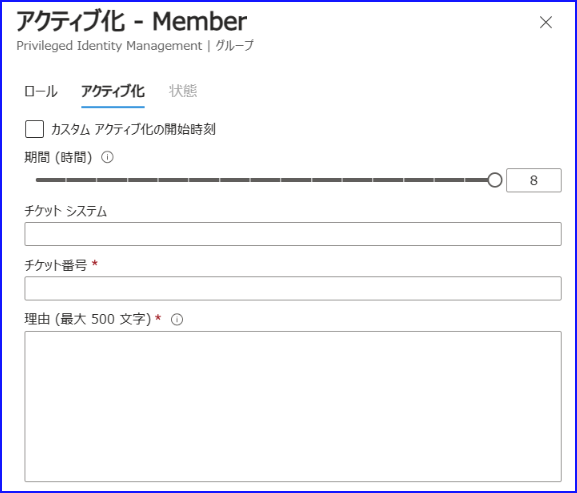 アクティブ化 - Member
Privileged Identity Management | グループ
ロール アクティブ化 状態
カスタム アクティブ化の開始時刻
期間 (時間)
8
チケット システム
チケット番号 *
理由 (最大 500 文字) *